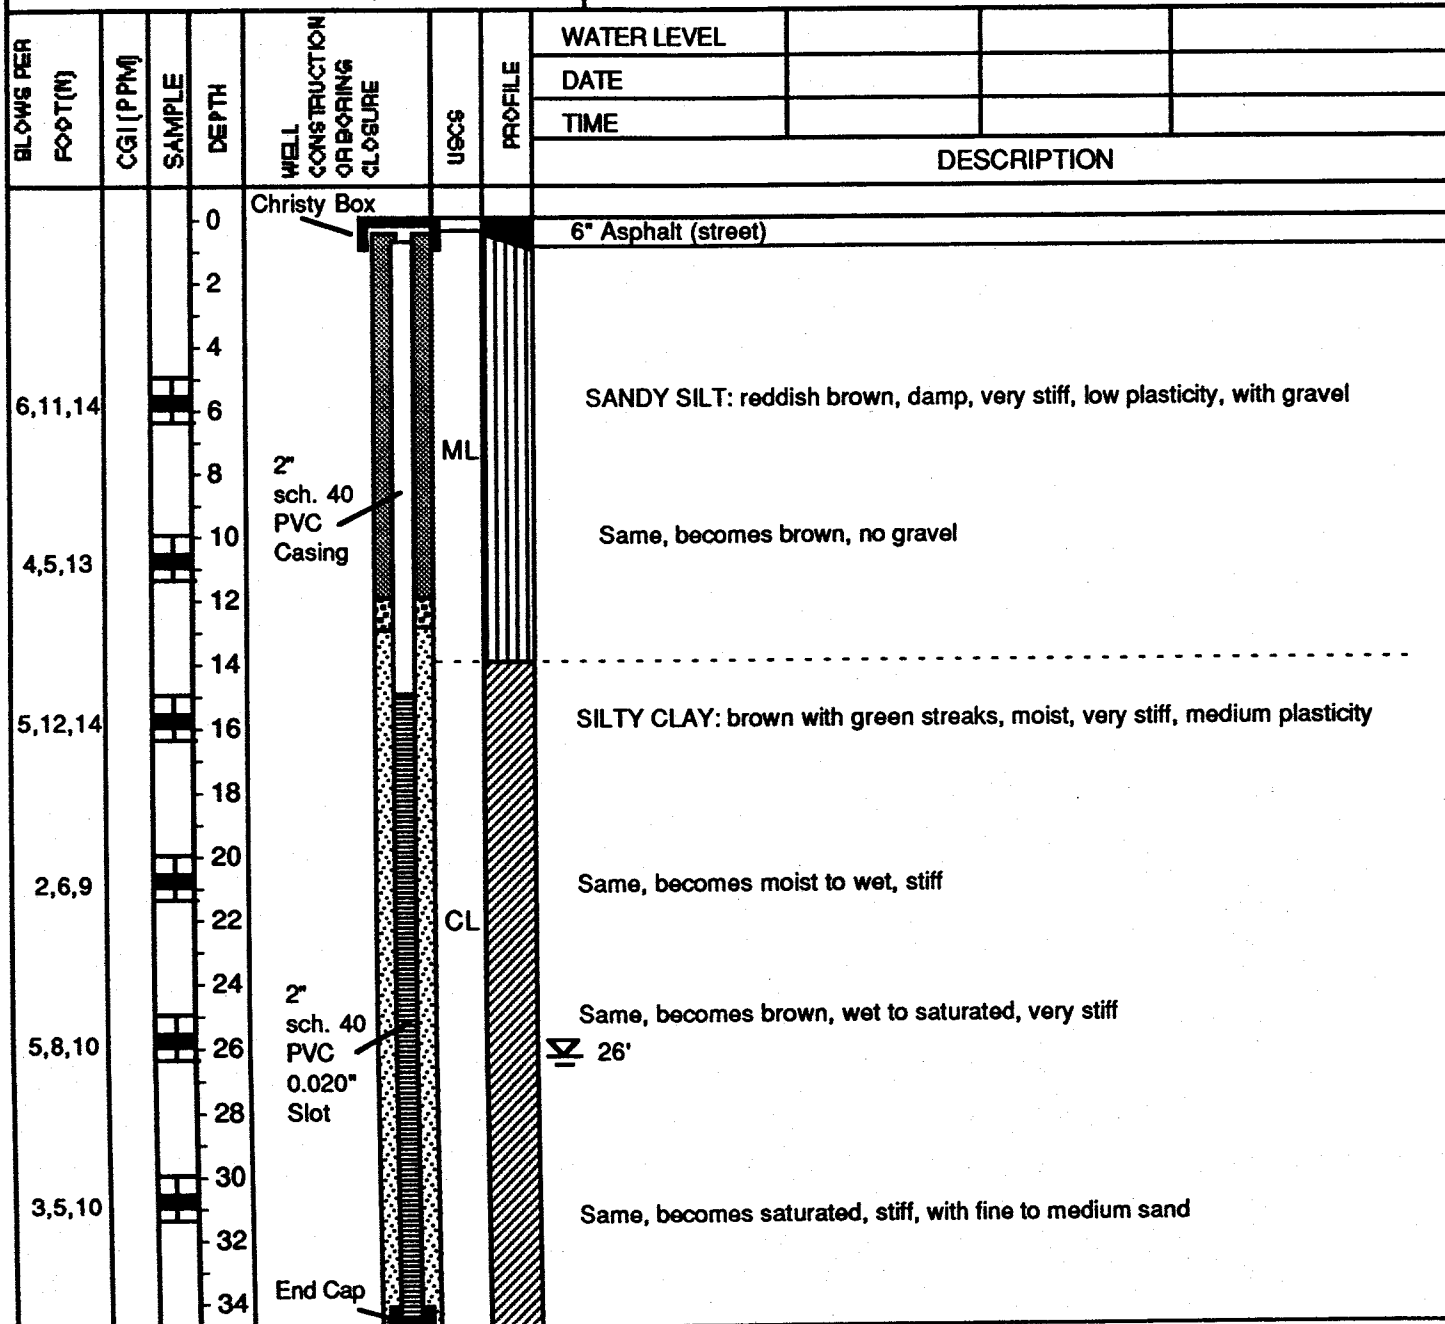 BLOWS PER
FOOT(N)
CGI(PPM)
SAMPLE
DEPTH
WELL
CONSTRUCTION
OR BORING
CLOSURE
USCS
PROFILE
WATER LEVEL
DATE
TIME
DESCRIPTION
Christy Box
0
6" Asphalt (street)
2
4
6,11,14
6
SANDY SILT: reddish brown, damp, very stiff, low plasticity, with gravel
ML
8
2"
sch. 40
PVC
Casing
10
Same, becomes brown, no gravel
4,5,13
12
14
5,12,14
16
SILTY CLAY: brown with green streaks, moist, very stiff, medium plasticity
18
20
2,6,9
Same, becomes moist to wet, stiff
22
CL
24
2"
sch. 40
PVC
0.020"
Slot
Same, becomes brown, wet to saturated, very stiff
5,8,10
26
26'
28
30
3,5,10
Same, becomes saturated, stiff, with fine to medium sand
32
End Cap
34